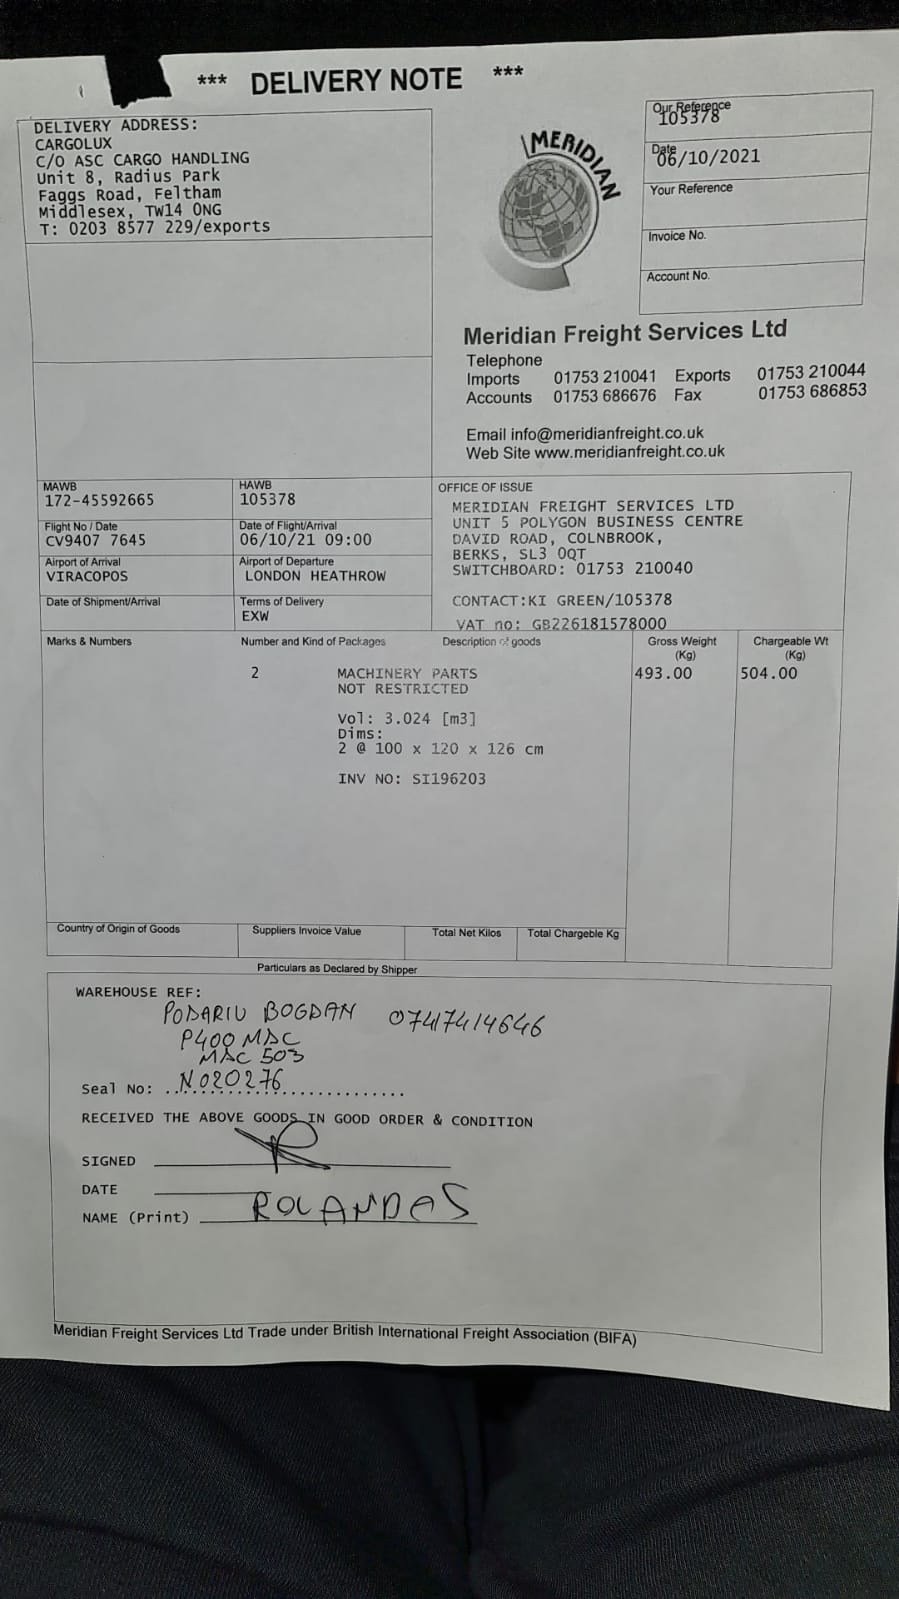 *** DELIVERY NOTE ***
DELIVERY ADDRESS:
CARGOLUX
C/O ASC CARGO HANDLING
Unit 8, Radius Park
Faggs Road, Feltham
Middlesex, TW14 0NG
T: 0203 8577 229/exports
MERIDIAN
Our Reference
105378
Date
06/10/2021
Your Reference
Invoice No.
Account No.
Meridian Freight Services Ltd
Telephone
Imports 01753 210041 Exports 01753 210044
Accounts 01753 686676 Fax 01753 686853
Email info@meridianfreight.co.uk
Web Site www.meridianfreight.co.uk
MAWB HAWB
172-45592665 105378
Flight No / Date Date of Flight/Arrival
CV9407 7645 06/10/21 09:00
Airport of Arrival Airport of Departure
VIRACOPOS LONDON HEATHROW
Date of Shipment/Arrival Terms of Delivery
EXW
OFFICE OF ISSUE
MERIDIAN FREIGHT SERVICES LTD
UNIT 5 POLYGON BUSINESS CENTRE
DAVID ROAD, COLNBROOK,
BERKS, SL3 0QT
SWITCHBOARD: 01753 210040
CONTACT:KI GREEN/105378
VAT no: GB226181578000
Marks & Numbers Number and Kind of Packages Description of goods Gross Weight (Kg) Chargeable Wt (Kg)
2 MACHINERY PARTS 493.00 504.00
NOT RESTRICTED
Vol: 3.024 [m3]
Dims:
2 @ 100 x 120 x 126 cm
INV NO: SI196203
Country of Origin of Goods Suppliers Invoice Value Total Net Kilos Total Chargeble Kg
Particulars as Declared by Shipper
WAREHOUSE REF:
PODARIU BOGDAN 07417414646
P400 MDC
MAC 503
Seal No: N020276
RECEIVED THE ABOVE GOODS IN GOOD ORDER & CONDITION
SIGNED
DATE
NAME (Print) ROLANDAS
Meridian Freight Services Ltd Trade under British International Freight Association (BIFA)